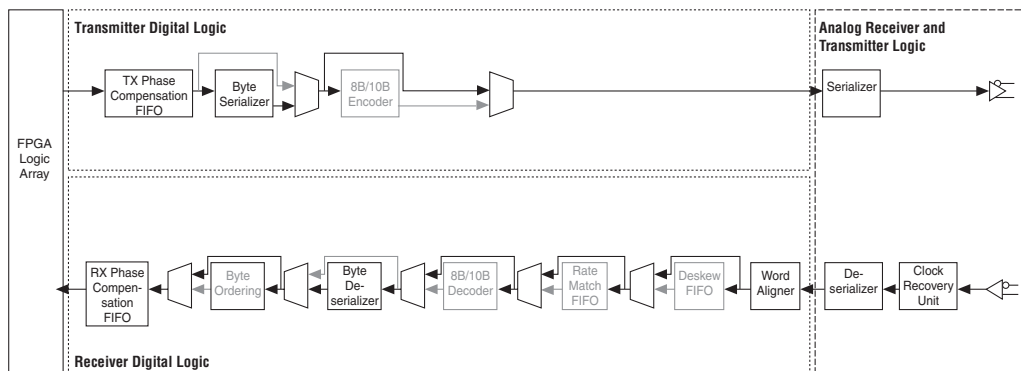 Transmitter Digital Logic
Analog Receiver and
Transmitter Logic
TX Phase
Compensation
FIFO
Byte
Serializer
8B/10B
Encoder
Serializer
FPGA
Logic
Array
RX Phase
Compen-
sation
FIFO
Byte
Ordering
Byte
De-
serializer
8B/10B
Decoder
Rate
Match
FIFO
Deskew
FIFO
Word
Aligner
De-
serializer
Clock
Recovery
Unit
Receiver Digital Logic